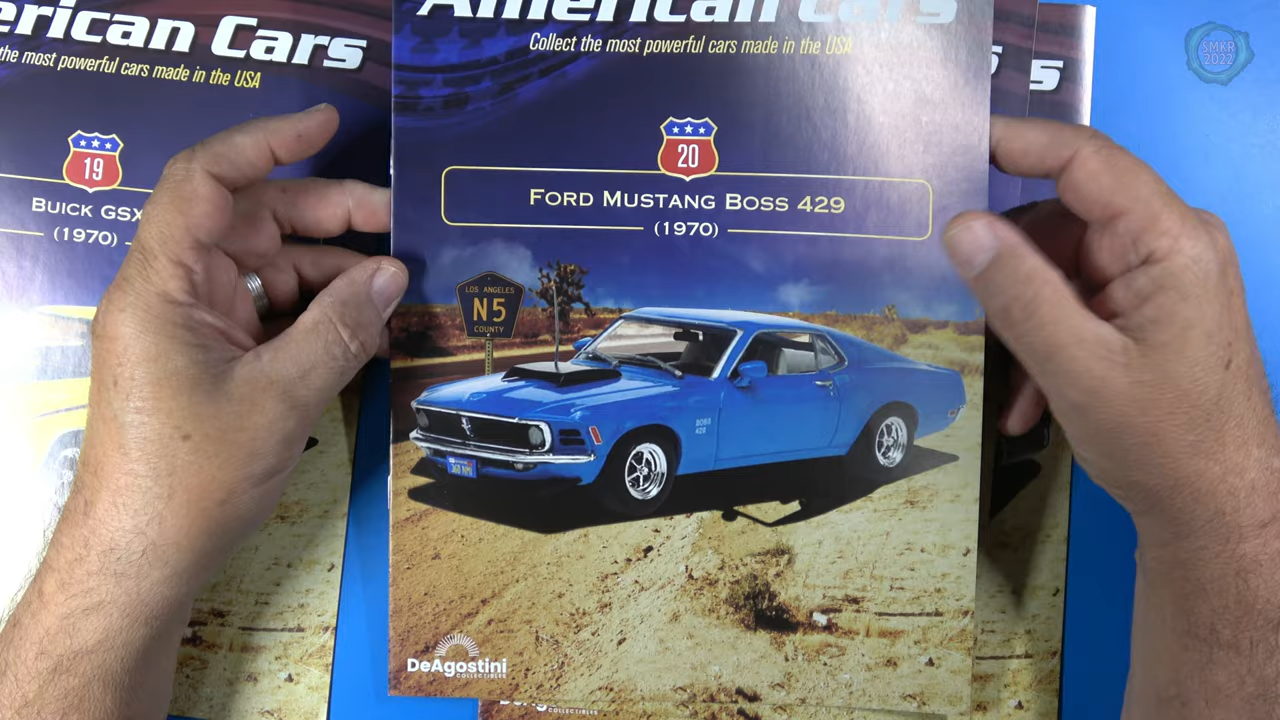 erican Cars
the most powerful cars made in the USA
19
BUICK GSX
(1970)
American Cars
Collect the most powerful cars made in the USA
20
FORD MUSTANG BOSS 429
(1970)
LOS ANGELES
N5
COUNTY
BOSS
429
DeAgostini
COLLECTIBLES
COLLECTIBLES
s
s
SMKR
2022